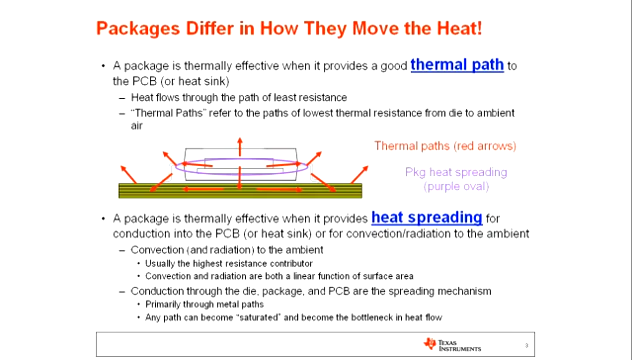 Packages Differ in How They Move the Heat!
• A package is thermally effective when it provides a good thermal path to
the PCB (or heat sink)
– Heat flows through the path of least resistance
– "Thermal Paths" refer to the paths of lowest thermal resistance from die to ambient
air
Thermal paths (red arrows)
Pkg heat spreading
(purple oval)
• A package is thermally effective when it provides heat spreading for
conduction into the PCB (or heat sink) or for convection/radiation to the ambient
– Convection (and radiation) to the ambient
• Usually the highest resistance contributor
• Convection and radiation are both a linear function of surface area
– Conduction through the die, package, and PCB are the spreading mechanism
• Primarily through metal paths
• Any path can become "saturated" and become the bottleneck in heat flow
TEXAS
INSTRUMENTS
3